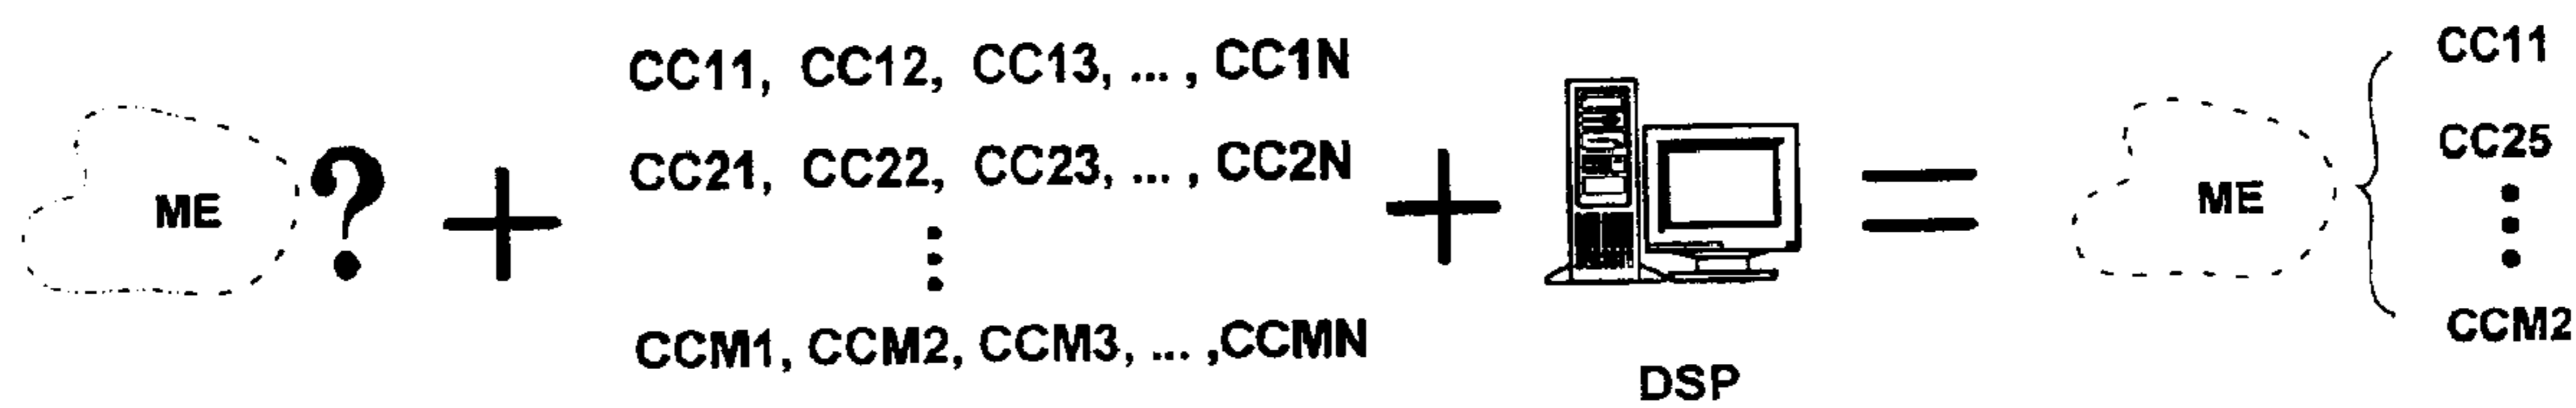 ME ?
+
CC11, CC12, CC13, ... , CC1N
CC21, CC22, CC23, ... , CC2N
CCM1, CCM2, CCM3, ... ,CCMN
+
DSP
=
ME
CC11
CC25
CCM2